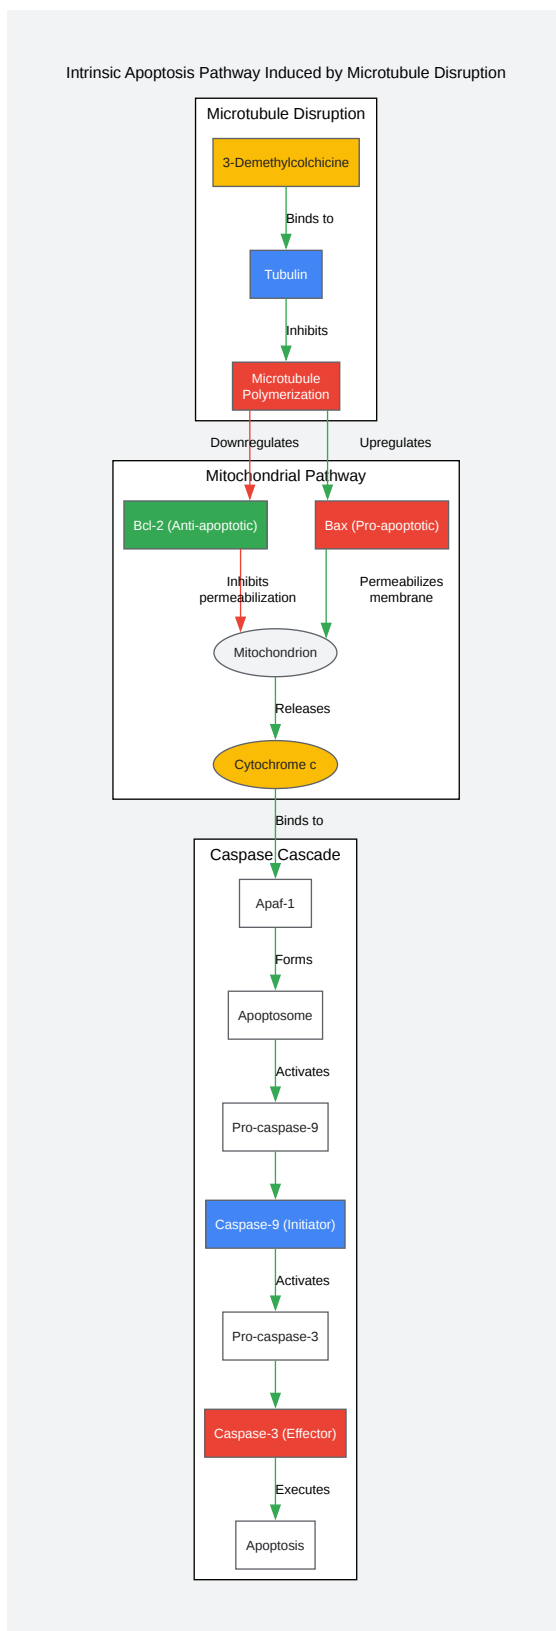 Intrinsic Apoptosis Pathway Induced by Microtubule Disruption
Microtubule Disruption
3-Demethylcolchicine
Binds to
Tubulin
Inhibits
Microtubule
Polymerization
Downregulates
Upregulates
Mitochondrial Pathway
Bcl-2 (Anti-apoptotic)
Bax (Pro-apoptotic)
Inhibits
permeabilization
Permeabilizes
membrane
Mitochondrion
Releases
Cytochrome c
Binds to
Caspase Cascade
Apaf-1
Forms
Apoptosome
Activates
Pro-caspase-9
Caspase-9 (Initiator)
Activates
Pro-caspase-3
Caspase-3 (Effector)
Executes
Apoptosis